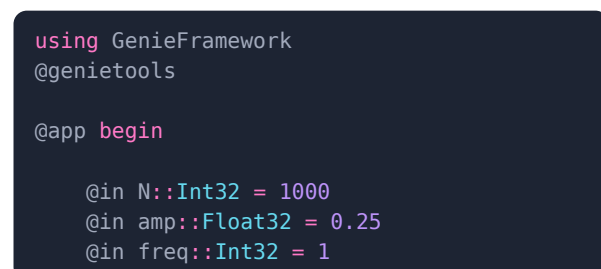 using GenieFramework
@genietools
@app begin
@in N::Int32 = 1000
@in amp::Float32 = 0.25
@in freq::Int32 = 1